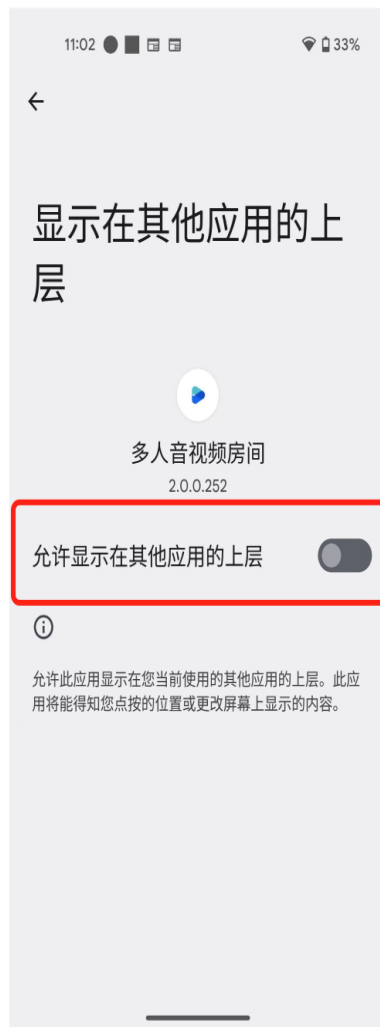 11:02 33%
显示在其他应用的上
层
多人音视频房间
2.0.0.252
允许显示在其他应用的上层
允许此应用显示在您当前使用的其他应用的上层。此应
用将能得知您点按的位置或更改屏幕上显示的内容。